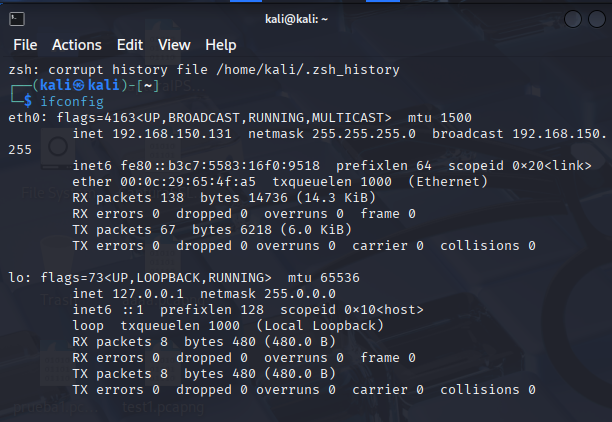 kali@kali: ~
File Actions Edit View Help
zsh: corrupt history file /home/kali/.zsh_history
┌──(kali㉿kali)-[~]
└─$ ifconfig
eth0: flags=4163<UP,BROADCAST,RUNNING,MULTICAST>  mtu 1500
        inet 192.168.150.131  netmask 255.255.255.0  broadcast 192.168.150.
255
        inet6 fe80::b3c7:5583:16f0:9518  prefixlen 64  scopeid 0×20<link>
        ether 00:0c:29:65:4f:a5  txqueuelen 1000  (Ethernet)
        RX packets 138  bytes 14736 (14.3 KiB)
        RX errors 0  dropped 0  overruns 0  frame 0
        TX packets 67  bytes 6218 (6.0 KiB)
        TX errors 0  dropped 0 overruns 0  carrier 0  collisions 0

lo: flags=73<UP,LOOPBACK,RUNNING>  mtu 65536
        inet 127.0.0.1  netmask 255.0.0.0
        inet6 ::1  prefixlen 128  scopeid 0×10<host>
        loop  txqueuelen 1000  (Local Loopback)
        RX packets 8  bytes 480 (480.0 B)
        RX errors 0  dropped 0  overruns 0  frame 0
        TX packets 8  bytes 480 (480.0 B)
        TX errors 0  dropped 0 overruns 0  carrier 0  collisions 0
test1.pcapng